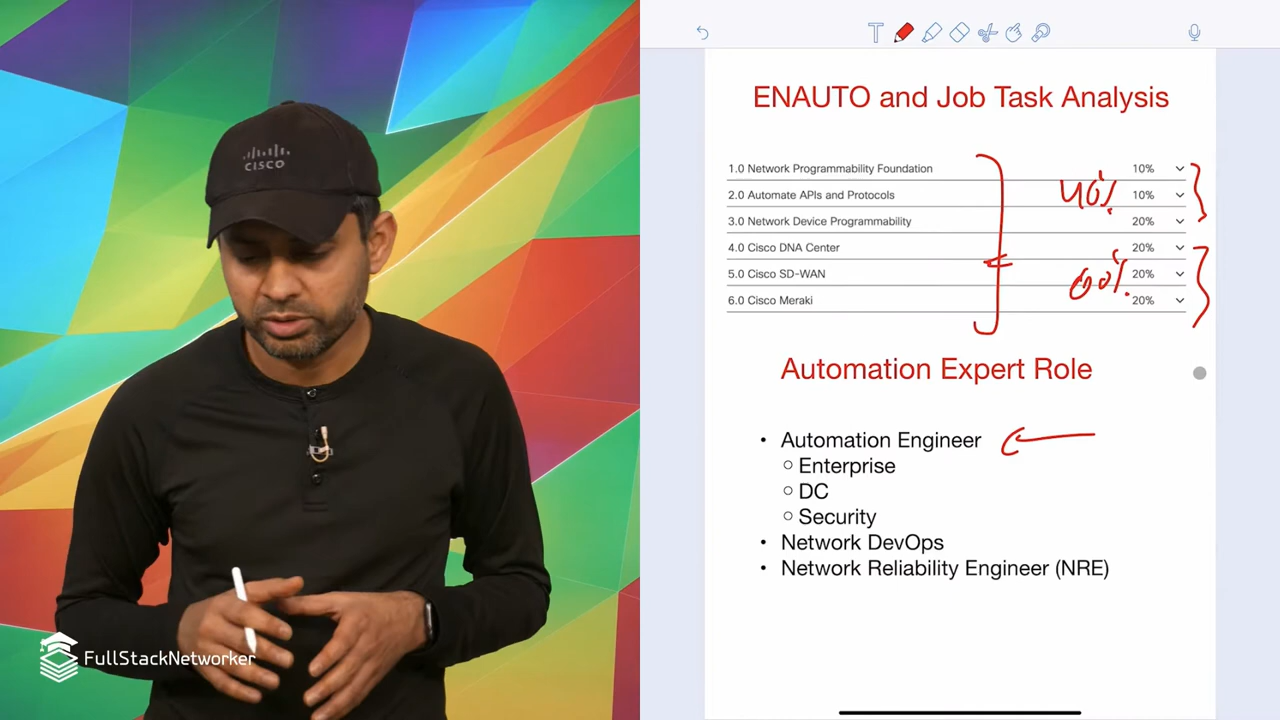 CISCO
FullStackNetworker
T
ENAUTO and Job Task Analysis
1.0 Network Programmability Foundation 10%
2.0 Automate APIs and Protocols 10%
3.0 Network Device Programmability 20%
40%
4.0 Cisco DNA Center 20%
5.0 Cisco SD-WAN 20%
6.0 Cisco Meraki 20%
60%
Automation Expert Role
• Automation Engineer
○ Enterprise
○ DC
○ Security
• Network DevOps
• Network Reliability Engineer (NRE)